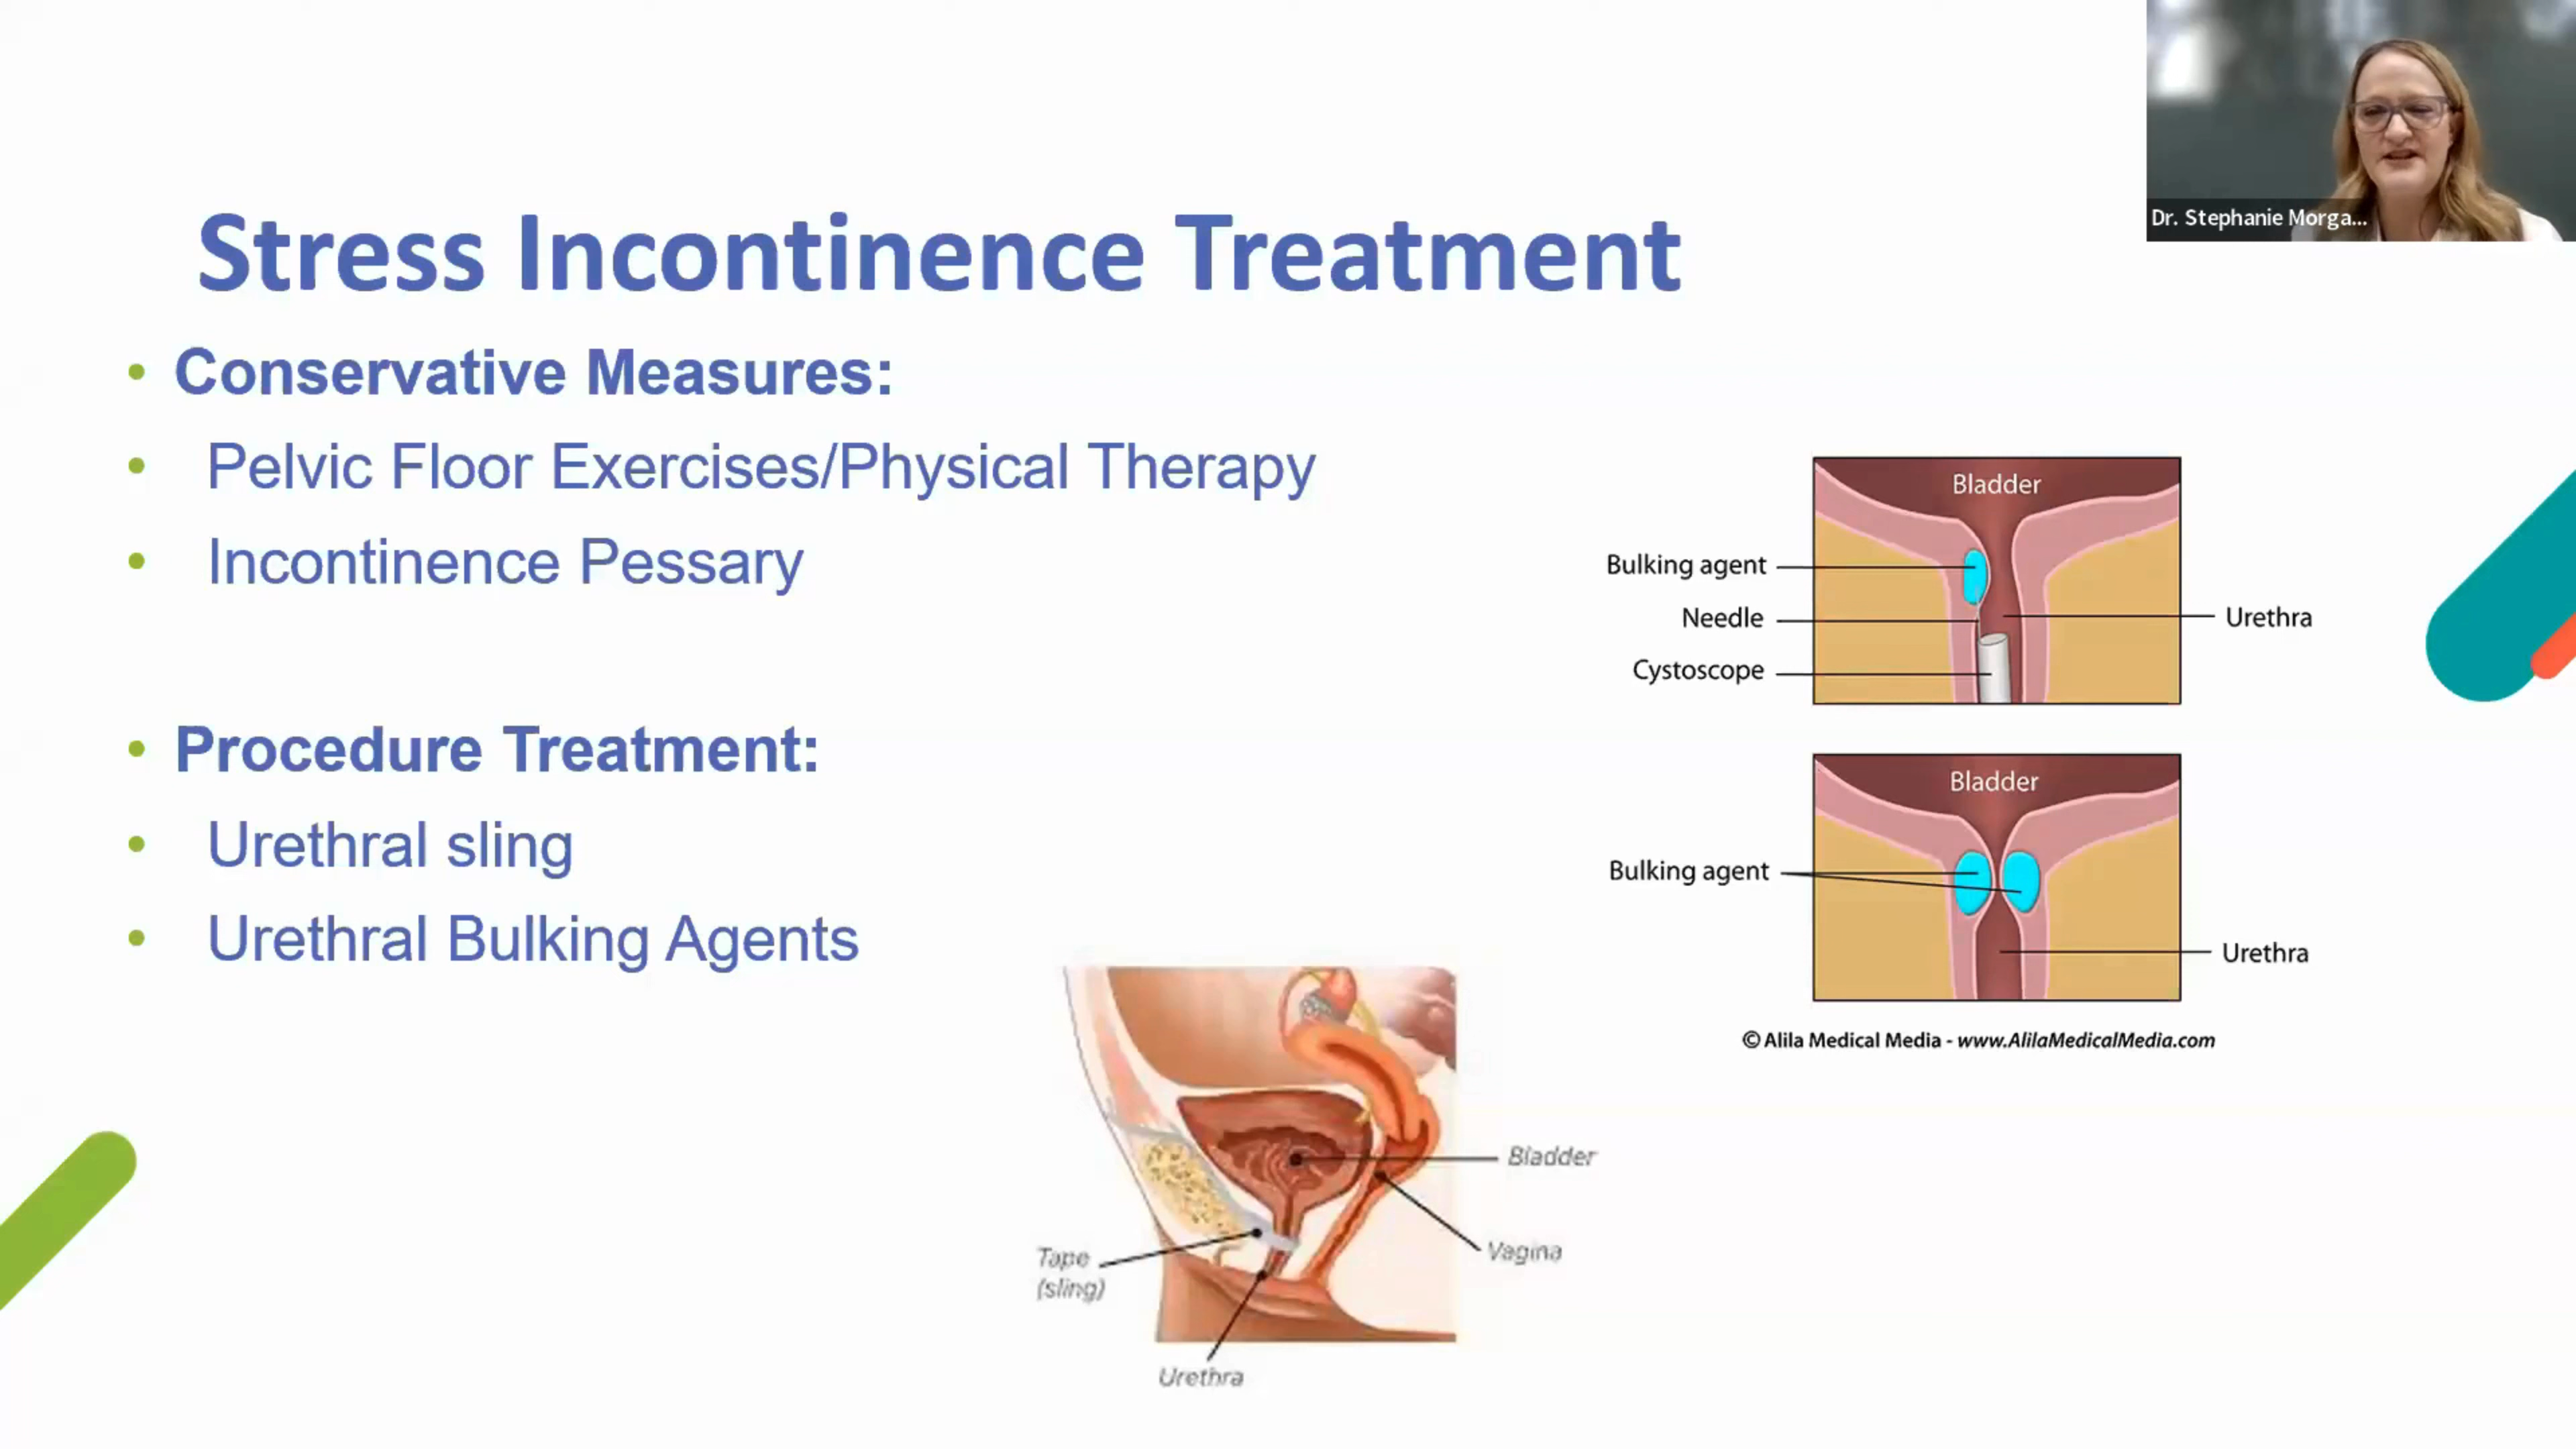 Dr. Stephanie Morga...
Stress Incontinence Treatment
• Conservative Measures:
• Pelvic Floor Exercises/Physical Therapy
• Incontinence Pessary
• Procedure Treatment:
• Urethral sling
• Urethral Bulking Agents
Bladder
Bulking agent
Needle
Urethra
Cystoscope
Bladder
Bulking agent
Urethra
© Alila Medical Media - www.AlilaMedicalMedia.com
Bladder
Vagina
Tape
(sling)
Urethra